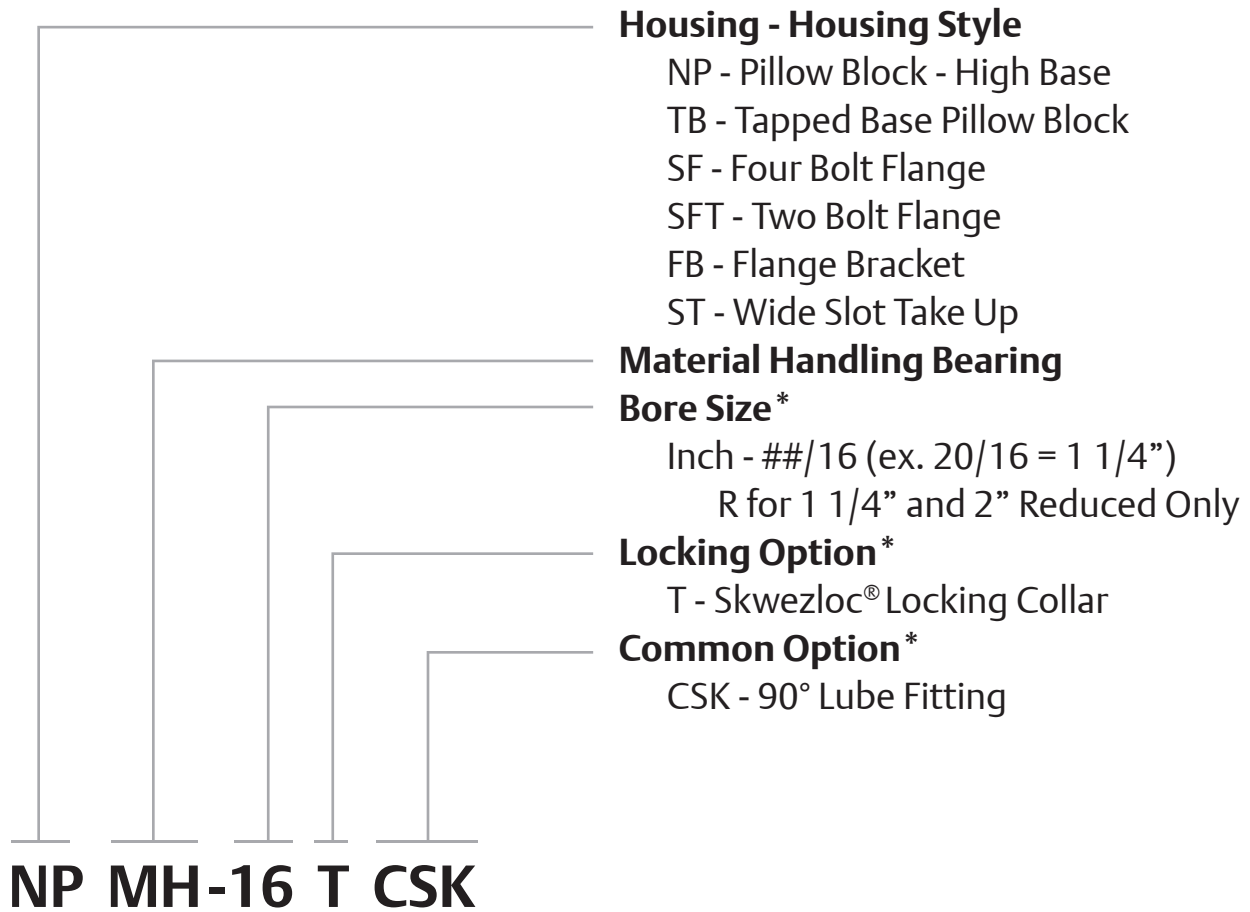 Housing - Housing Style
NP - Pillow Block - High Base
TB - Tapped Base Pillow Block
SF - Four Bolt Flange
SFT - Two Bolt Flange
FB - Flange Bracket
ST - Wide Slot Take Up
Material Handling Bearing
Bore Size*
Inch - ##/16 (ex. 20/16 = 1 1/4”)
R for 1 1/4” and 2” Reduced Only
Locking Option*
T - Skwezloc® Locking Collar
Common Option*
CSK - 90° Lube Fitting
NP MH-16 T CSK